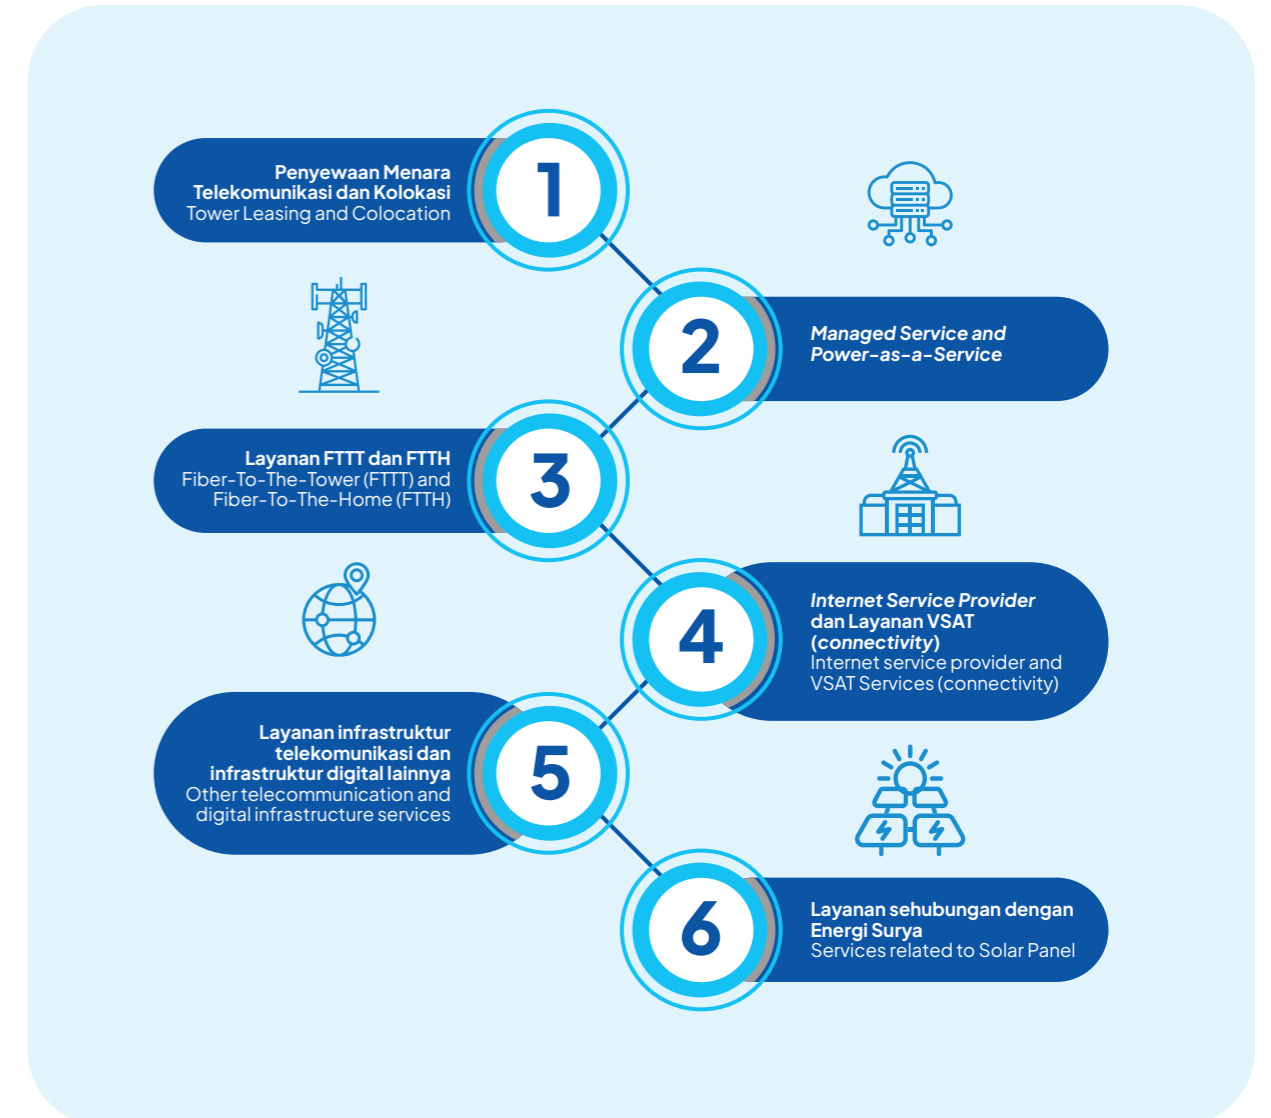 1
Penyewaan Menara
Telekomunikasi dan Kolokasi
Tower Leasing and Colocation
2
Managed Service and
Power-as-a-Service
3
Layanan FTTT dan FTTH
Fiber-To-The-Tower (FTTT) and
Fiber-To-The-Home (FTTH)
4
Internet Service Provider
dan Layanan VSAT
(connectivity)
Internet service provider and
VSAT Services (connectivity)
5
Layanan infrastruktur
telekomunikasi dan
infrastruktur digital lainnya
Other telecommunication and
digital infrastructure services
6
Layanan sehubungan dengan
Energi Surya
Services related to Solar Panel